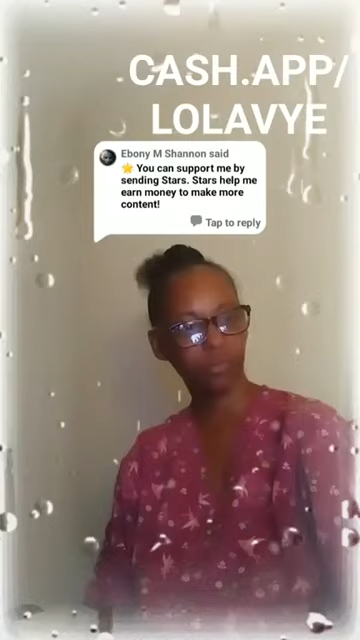 CASH.APP/
LOLAVYE
Ebony M Shannon said
⭐ You can support me by
sending Stars. Stars help me
earn money to make more
content!
Tap to reply